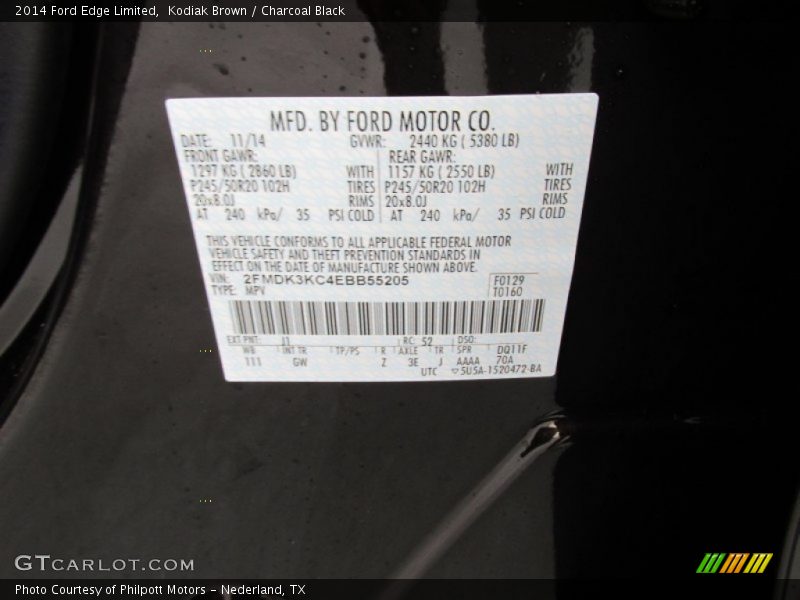 2014 Ford Edge Limited,  Kodiak Brown / Charcoal Black
MFD. BY FORD MOTOR CO.
DATE: 11/14 GVWR: 2440 KG ( 5380 LB)
FRONT GAWR: REAR GAWR:
1297 KG ( 2860 LB) WITH 1157 KG ( 2550 LB) WITH
P245/50R20 102H TIRES P245/50R20 102H TIRES
20x8.0J RIMS 20x8.0J RIMS
AT 240 kPa/ 35 PSI COLD AT 240 kPa/ 35 PSI COLD
THIS VEHICLE CONFORMS TO ALL APPLICABLE FEDERAL MOTOR
VEHICLE SAFETY AND THEFT PREVENTION STANDARDS IN
EFFECT ON THE DATE OF MANUFACTURE SHOWN ABOVE.
VIN: 2FMDK3KC4EBB55205 F0129
TYPE: MPV T0160
EXT PNT: J1 RC: 52 DSO:
WB INT TR TP/PS R AXLE TR SPR DQ11F
111 GW Z 3E J AAAA 70A
UTC ▽5U5A-1520472-BA
GTCARLOT.COM
Photo Courtesy of Philpott Motors – Nederland, TX